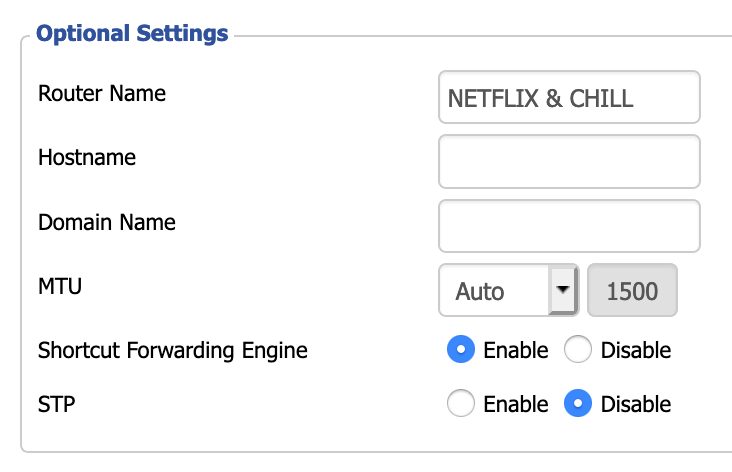 Optional Settings
Router Name NETFLIX & CHILL
Hostname
Domain Name
MTU Auto 1500
Shortcut Forwarding Engine Enable Disable
STP Enable Disable